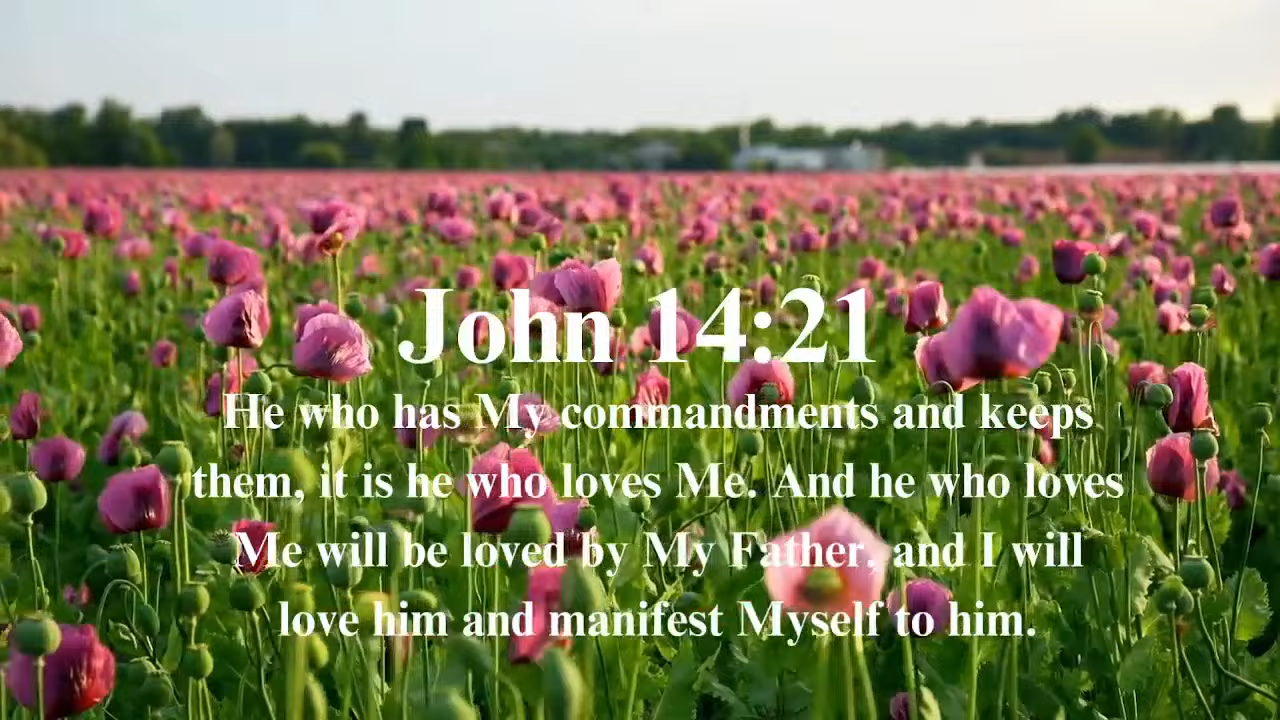 John 14:21
He who has My commandments and keeps
them, it is he who loves Me. And he who loves
Me will be loved by My Father, and I will
love him and manifest Myself to him.